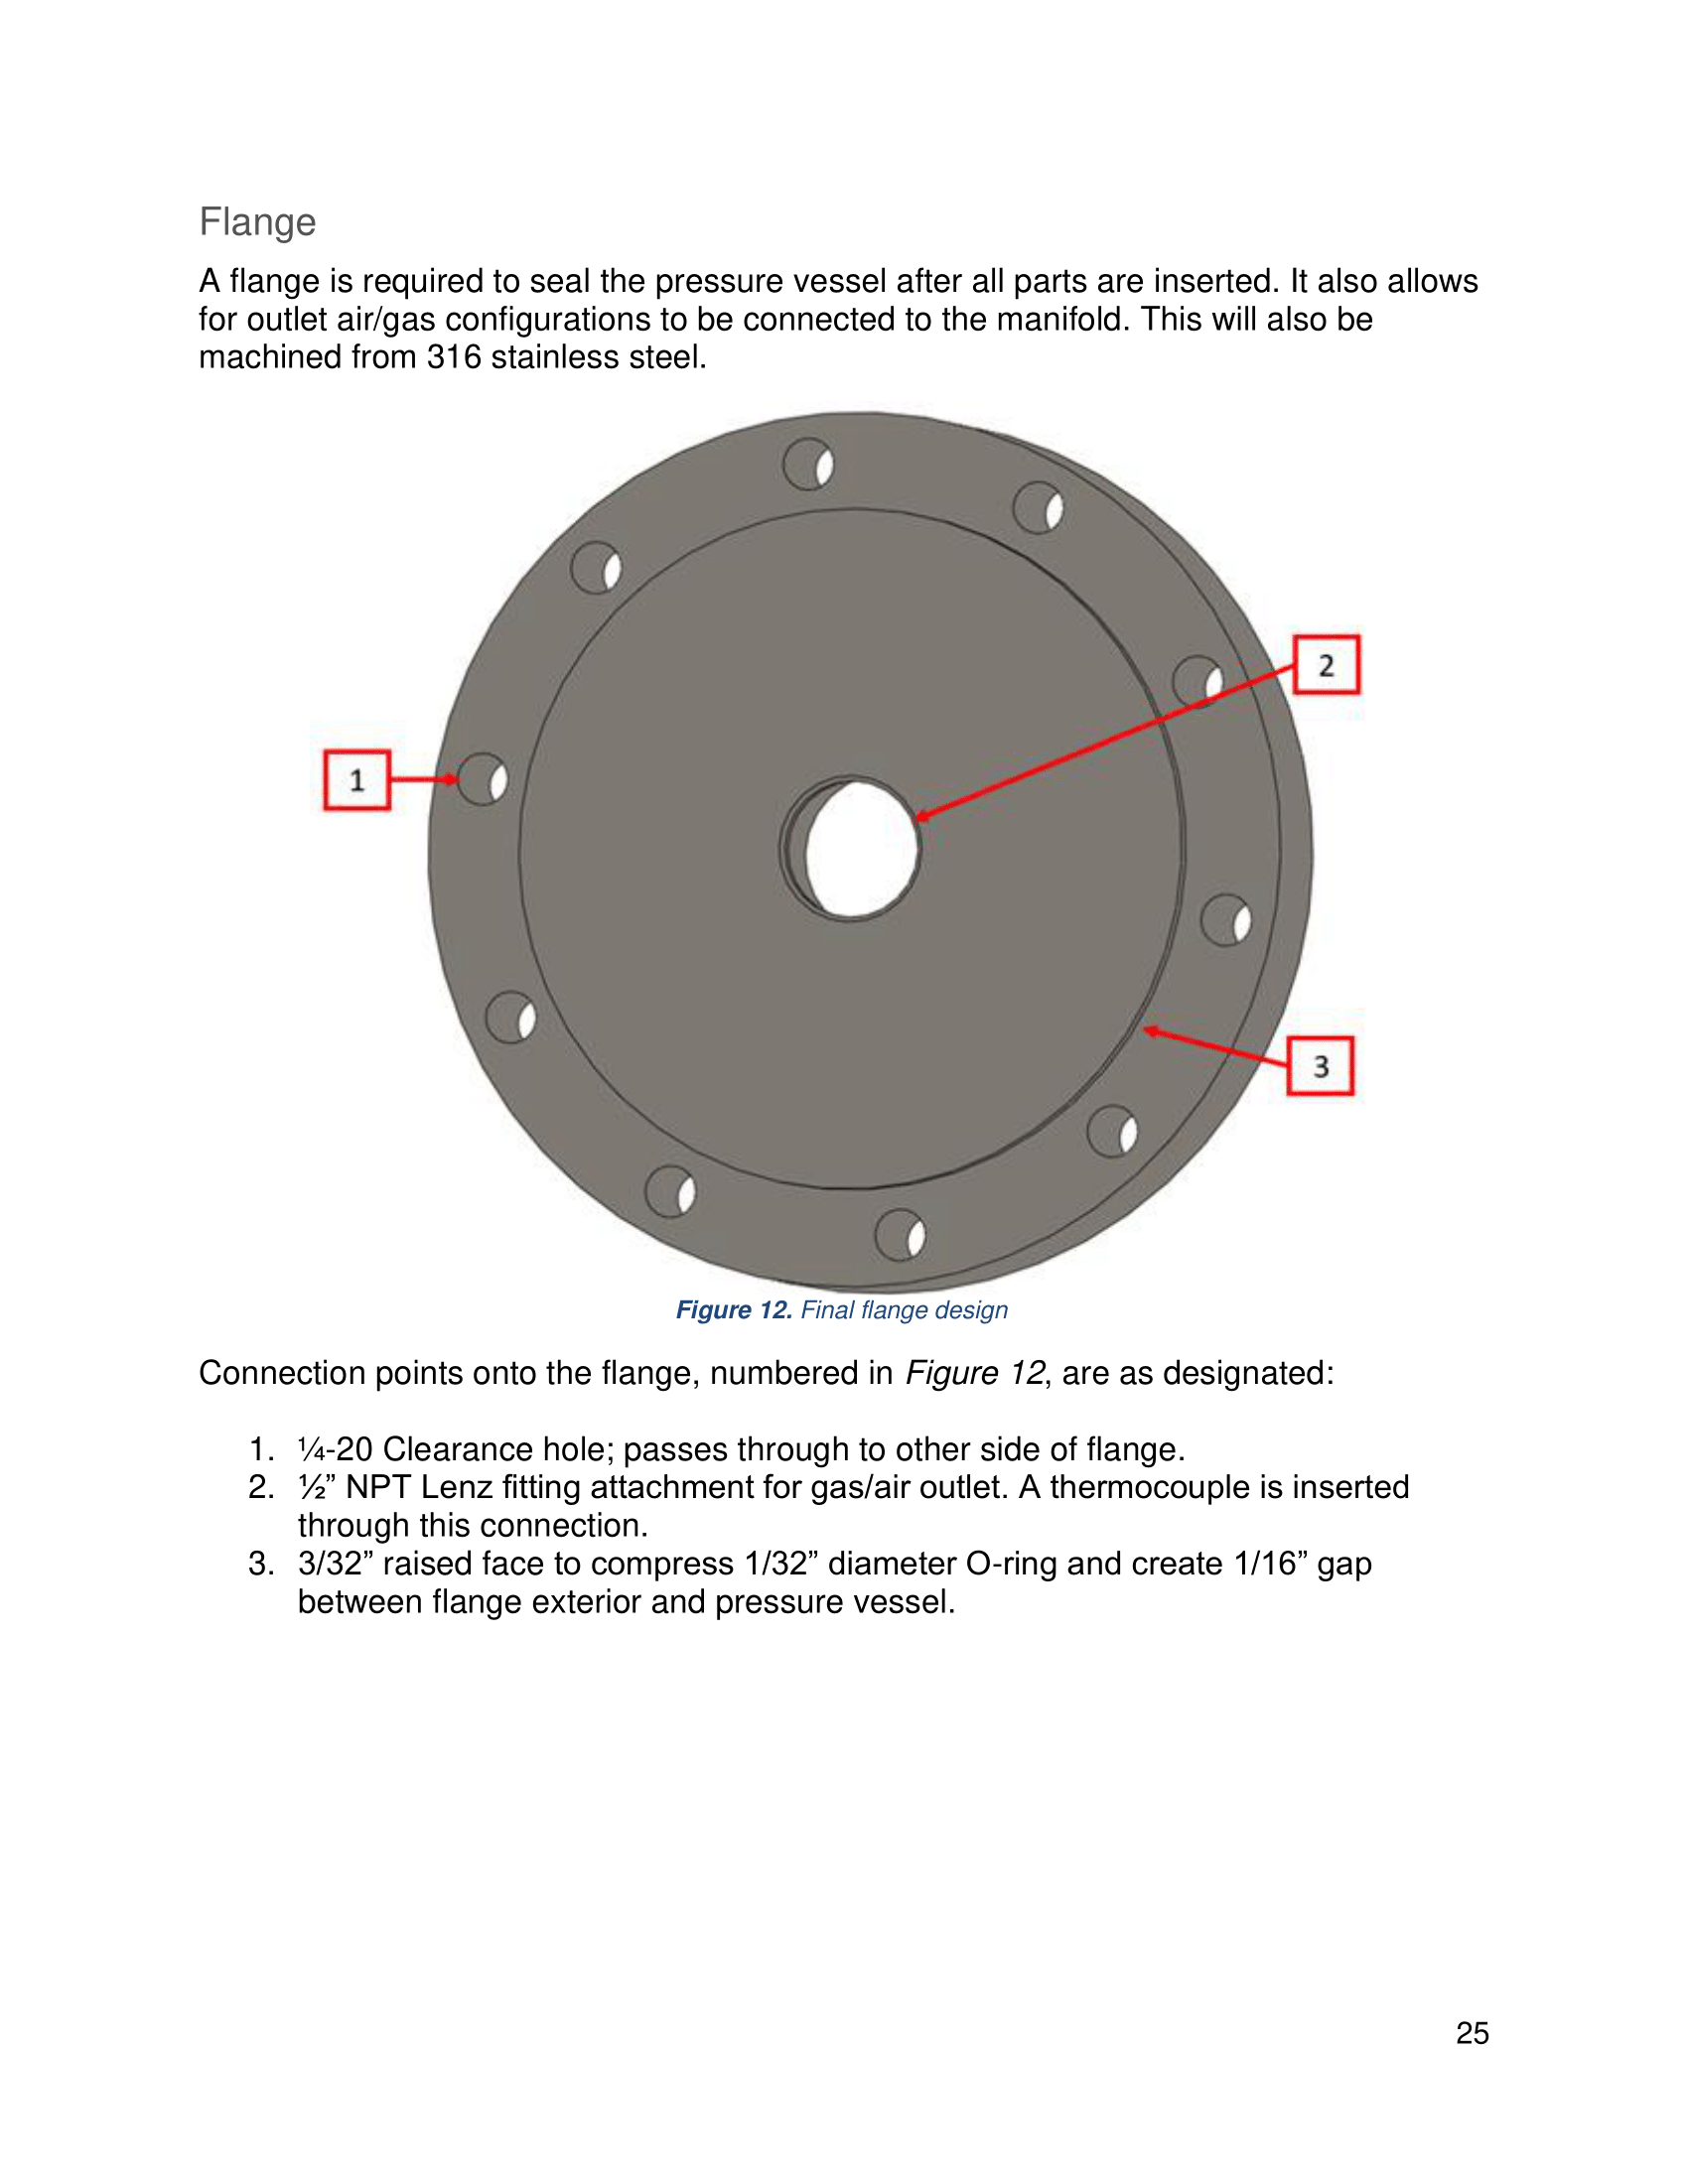 Flange
A flange is required to seal the pressure vessel after all parts are inserted. It also allows
for outlet air/gas configurations to be connected to the manifold. This will also be
machined from 316 stainless steel.
2
1
3
Figure 12. Final flange design
Connection points onto the flange, numbered in Figure 12, are as designated:
1. ¼-20 Clearance hole; passes through to other side of flange.
2. ½” NPT Lenz fitting attachment for gas/air outlet. A thermocouple is inserted
through this connection.
3. 3/32” raised face to compress 1/32” diameter O-ring and create 1/16” gap
between flange exterior and pressure vessel.
25